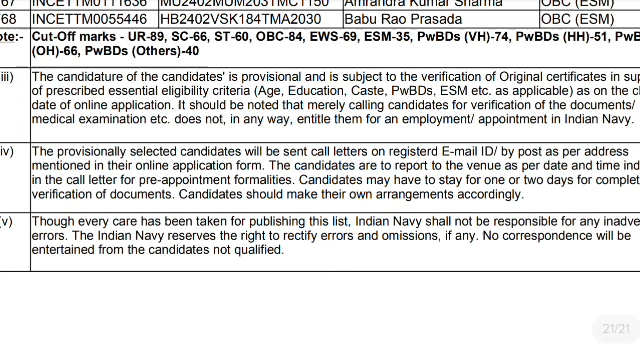 67 INCETTM0111636 MU2402MUM203TMC1150 Amrandra Kumar Sharma OBC (ESM)
68 INCETTM0055446 HB2402VSK184TMA2030 Babu Rao Prasada OBC (ESM)
ote:- Cut-Off marks - UR-89, SC-66, ST-60, OBC-84, EWS-69, ESM-35, PwBDs (VH)-74, PwBDs (HH)-51, PwB
(OH)-66, PwBDs (Others)-40
iii) The candidature of the candidates' is provisional and is subject to the verification of Original certificates in su
of prescribed essential eligibility criteria (Age, Education, Caste, PwBDs, ESM etc. as applicable) as on the c
date of online application. It should be noted that merely calling candidates for verification of the documents/
medical examination etc. does not, in any way, entitle them for an employment/ appointment in Indian Navy.
iv) The provisionally selected candidates will be sent call letters on registerd E-mail ID/ by post as per address
mentioned in their online application form. The candidates are to report to the venue as per date and time ind
in the call letter for pre-appointment formalities. Candidates may have to stay for one or two days for complet
verification of documents. Candidates should make their own arrangements accordingly.
(v) Though every care has been taken for publishing this list, Indian Navy shall not be responsible for any inadve
errors. The Indian Navy reserves the right to rectify errors and omissions, if any. No correspondence will be
entertained from the candidates not qualified.
21/21